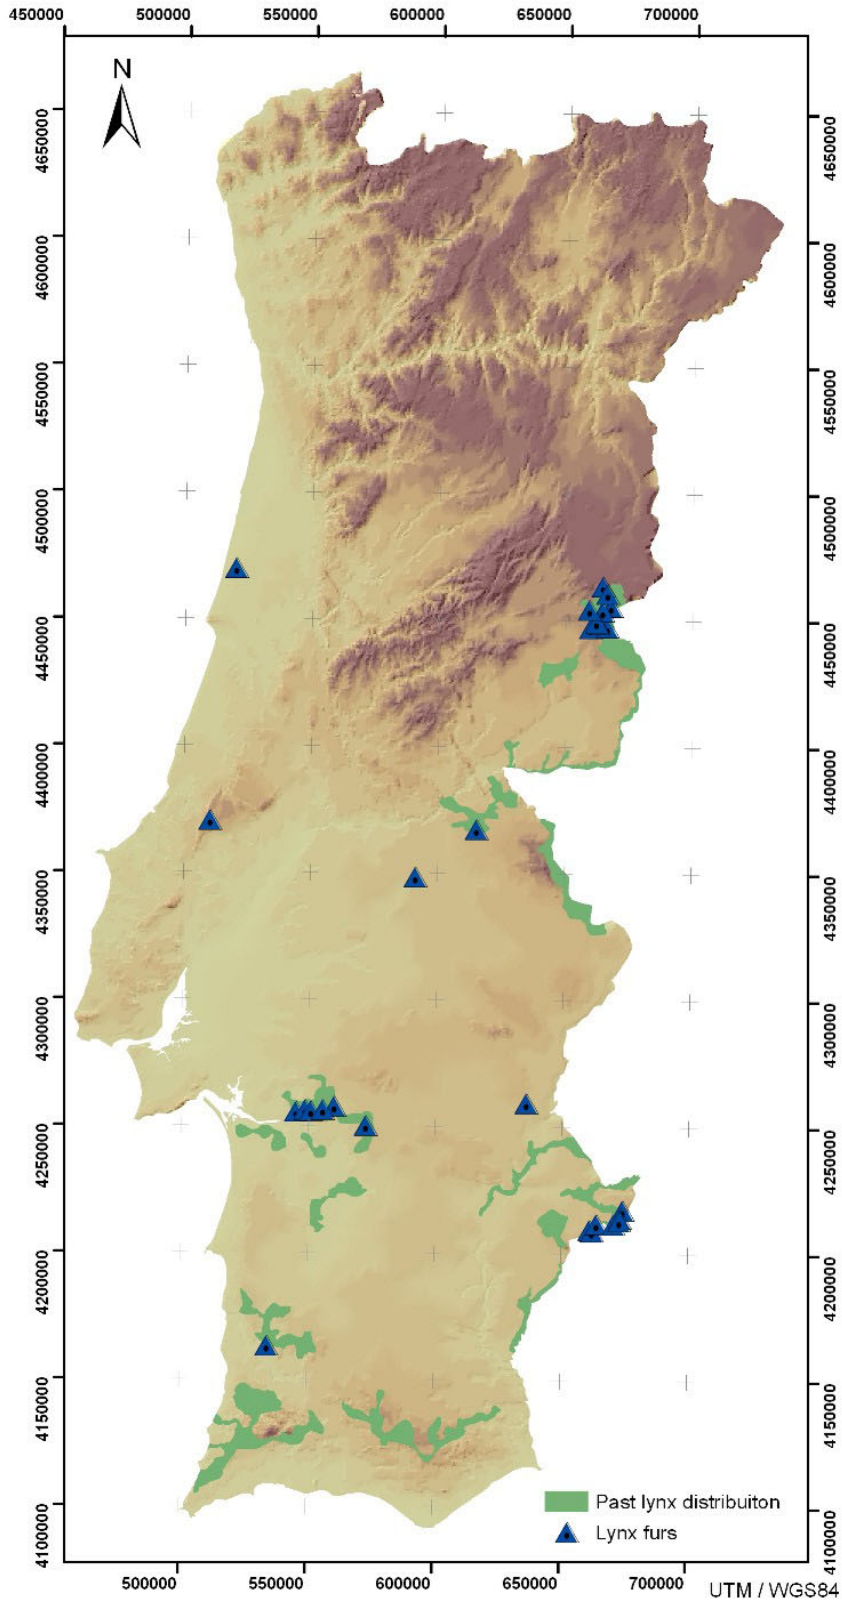 450000 500000 550000 600000 650000 700000
N
4650000 4650000
4600000 4600000
4550000 4550000
4500000 4500000
4450000 4450000
4400000 4400000
4350000 4350000
4300000 4300000
4250000 4250000
4200000 4200000
4150000 4150000
4100000 4100000
Past lynx distribuiton
Lynx furs
500000 550000 600000 650000 700000
UTM / WGS84